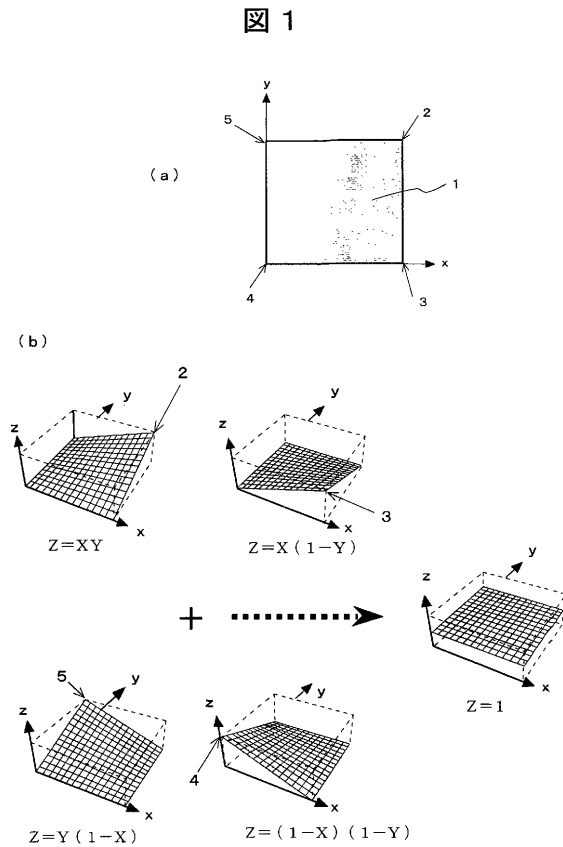 図 1
y
5
2
(a)
1
x
4
3
(b)
2
y
y
z
z
x
x
3
Z=XY
Z=X(1−Y)
y
z
+
x
Z=1
5
y
y
z
z
4
x
x
Z=Y(1−X)
Z=(1−X)(1−Y)